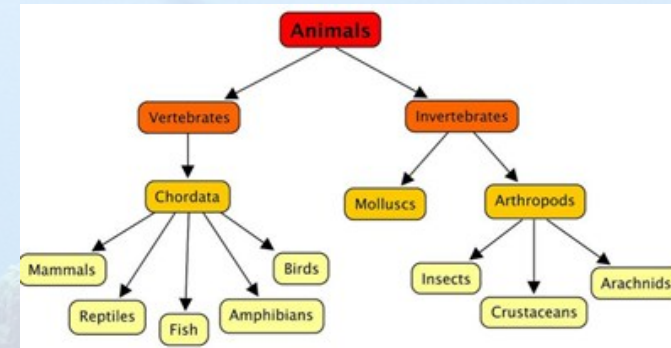 Animals
Vertebrates
Invertebrates
Chordata
Molluscs
Arthropods
Mammals
Birds
Insects
Arachnids
Reptiles
Fish
Amphibians
Crustaceans